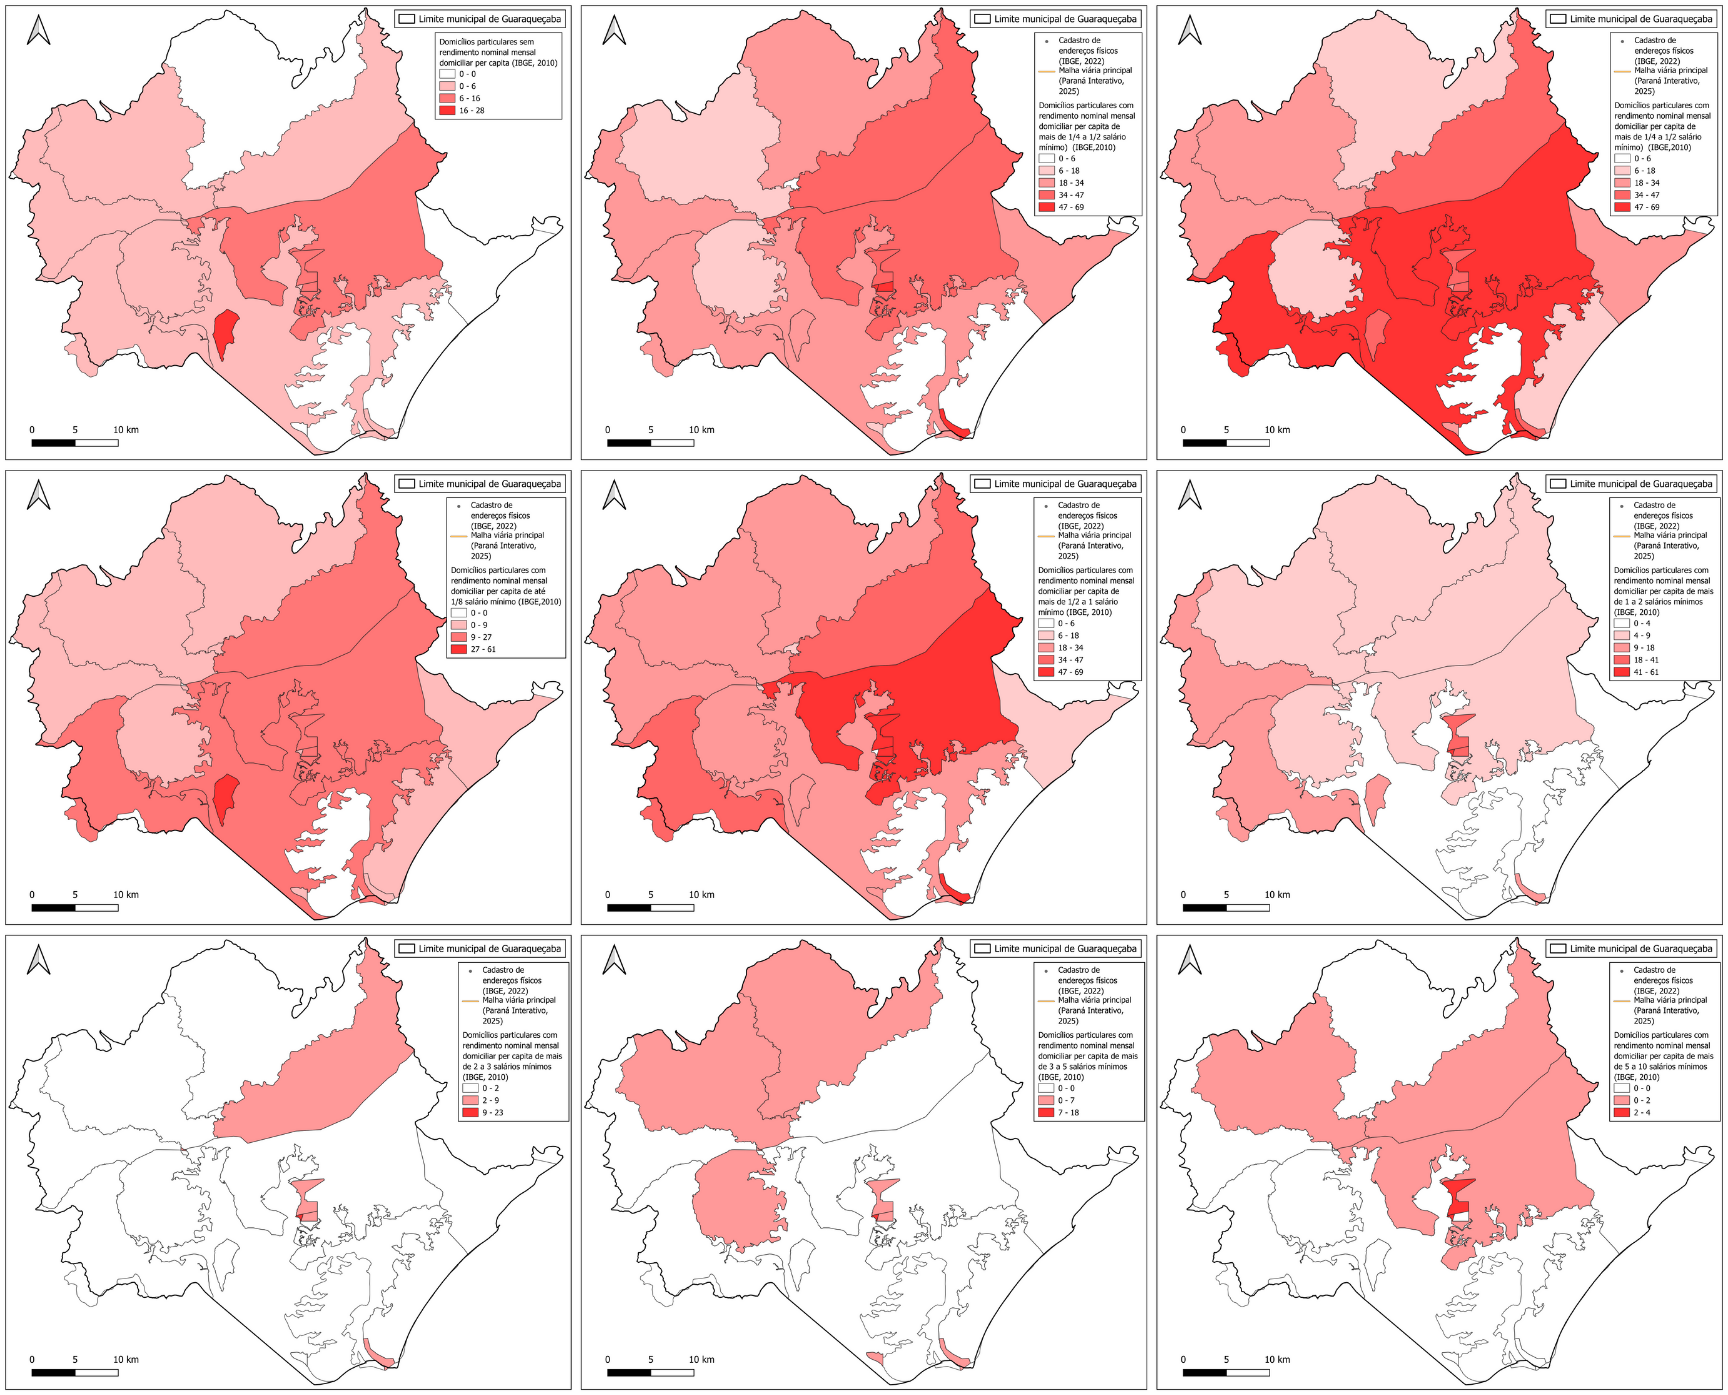 Limite municipal de Guaraqueçaba
Domicílios particulares sem
rendimento nominal mensal
domiciliar per capita (IBGE, 2010)
0 - 0
0 - 6
6 - 16
16 - 28
0 5 10 km
Limite municipal de Guaraqueçaba
Cadastro de
endereços físicos
(IBGE, 2022)
Malha viária principal
(Paraná Interativo,
2025)
Domicílios particulares com
rendimento nominal mensal
domiciliar per capita de
mais de 1/4 a 1/2 salário
mínimo) (IBGE,2010)
0 - 6
6 - 18
18 - 34
34 - 47
47 - 69
0 5 10 km
Limite municipal de Guaraqueçaba
Cadastro de
endereços físicos
(IBGE, 2022)
Malha viária principal
(Paraná Interativo,
2025)
Domicílios particulares com
rendimento nominal mensal
domiciliar per capita de
mais de 1/4 a 1/2 salário
mínimo) (IBGE,2010)
0 - 6
6 - 18
18 - 34
34 - 47
47 - 69
0 5 10 km
Limite municipal de Guaraqueçaba
Cadastro de
endereços físicos
(IBGE, 2022)
Malha viária principal
(Paraná Interativo,
2025)
Domicílios particulares com
rendimento nominal mensal
domiciliar per capita de até
1/8 salário mínimo (IBGE,2010)
0 - 0
0 - 9
9 - 27
27 - 61
0 5 10 km
Limite municipal de Guaraqueçaba
Cadastro de
endereços físicos
(IBGE, 2022)
Malha viária principal
(Paraná Interativo,
2025)
Domicílios particulares com
rendimento nominal mensal
domiciliar per capita de
mais de 1/2 a 1 salário
mínimo (IBGE, 2010)
0 - 6
6 - 18
18 - 34
34 - 47
47 - 69
0 5 10 km
Limite municipal de Guaraqueçaba
Cadastro de
endereços físicos
(IBGE, 2022)
Malha viária principal
(Paraná Interativo,
2025)
Domicílios particulares com
rendimento nominal mensal
domiciliar per capita de mais
de 1 a 2 salários mínimos
(IBGE, 2010)
0 - 4
4 - 9
9 - 18
18 - 41
41 - 61
0 5 10 km
Limite municipal de Guaraqueçaba
Cadastro de
endereços físicos
(IBGE, 2022)
Malha viária principal
(Paraná Interativo,
2025)
Domicílios particulares com
rendimento nominal mensal
domiciliar per capita de mais
de 2 a 3 salários mínimos
(IBGE, 2010)
0 - 2
2 - 9
9 - 23
0 5 10 km
Limite municipal de Guaraqueçaba
Cadastro de
endereços físicos
(IBGE, 2022)
Malha viária principal
(Paraná Interativo,
2025)
Domicílios particulares com
rendimento nominal mensal
domiciliar per capita de mais
de 3 a 5 salários mínimos
(IBGE, 2010)
0 - 0
0 - 7
7 - 18
0 5 10 km
Limite municipal de Guaraqueçaba
Cadastro de
endereços físicos
(IBGE, 2022)
Malha viária principal
(Paraná Interativo,
2025)
Domicílios particulares com
rendimento nominal mensal
domiciliar per capita de mais
de 5 a 10 salários mínimos
(IBGE, 2010)
0 - 0
0 - 2
2 - 4
0 5 10 km